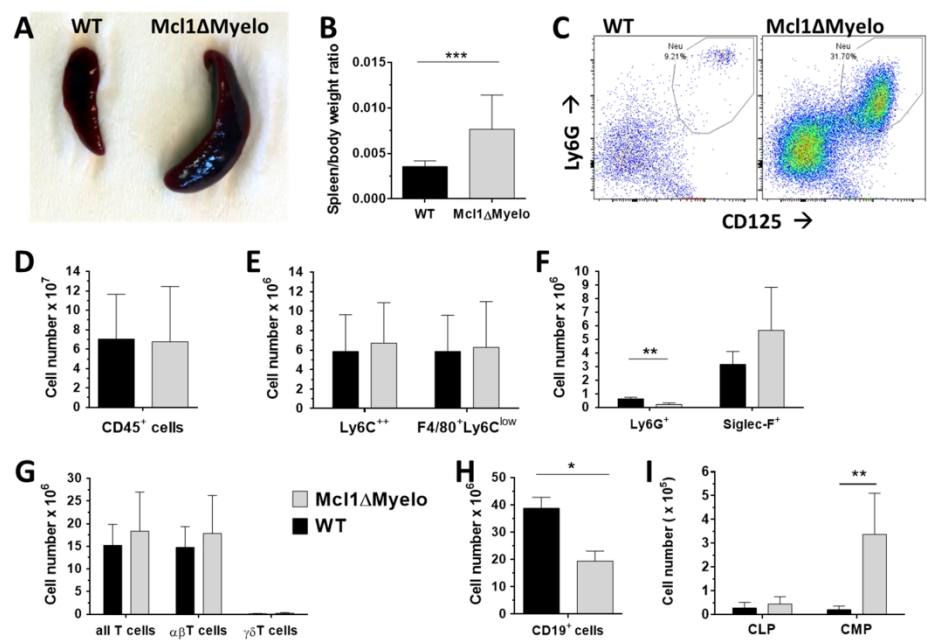 A
WT
Mcl1ΔMyelo
B
Spleen/body weight ratio
0.015
0.010
0.005
0.000
***
WT
Mcl1ΔMyelo
C
WT
Mcl1ΔMyelo
Neu
9.21%
Neu
31.70%
Ly6G →
CD125 →
D
Cell number x 10⁷
14
12
10
8
6
4
2
0
CD45⁺ cells
E
Cell number x 10⁶
14
12
10
8
6
4
2
0
Ly6C⁺⁺
F4/80⁺Ly6Cˡᵒʷ
F
Cell number x 10⁶
10
9
8
7
6
5
4
3
2
1
0
**
Ly6G⁺
Siglec-F⁺
G
Cell number x 10⁶
30
25
20
15
10
5
0
all T cells
αβT cells
γδT cells
Mcl1ΔMyelo
WT
H
Cell number x 10⁶
50
40
30
20
10
0
*
CD19⁺ cells
I
Cell number ( x 10⁵)
6
5
4
3
2
1
0
**
CLP
CMP